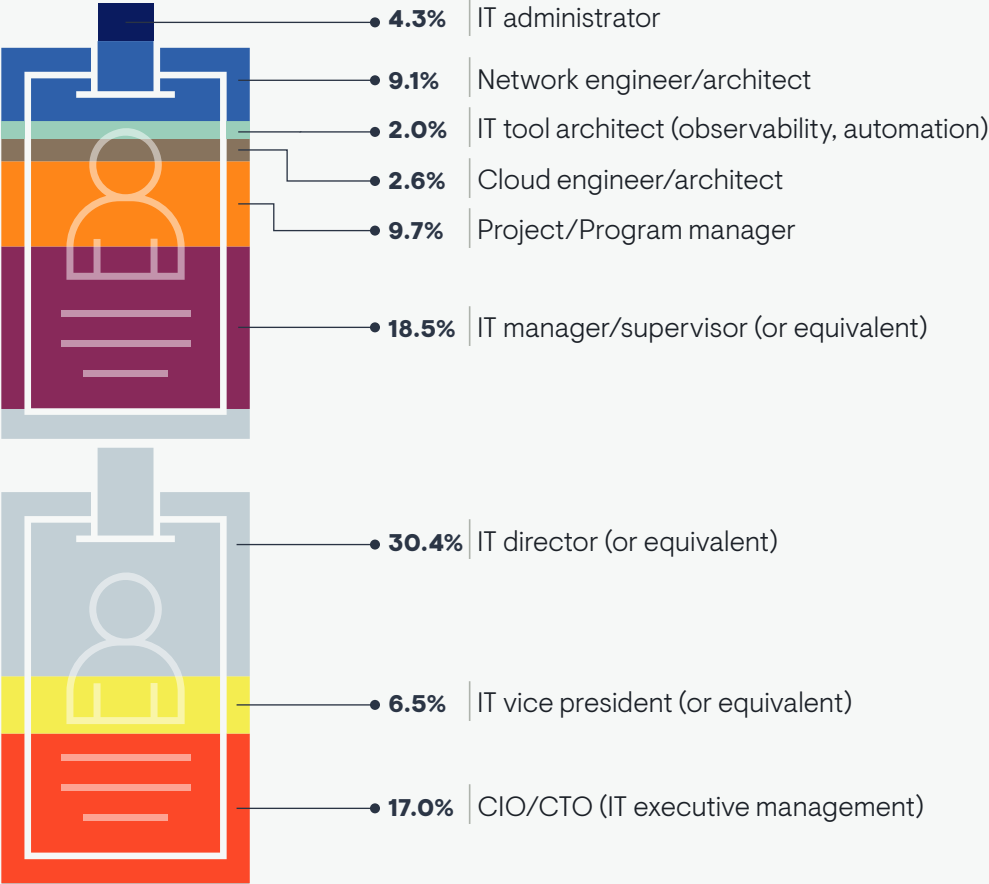 4.3% IT administrator
9.1% Network engineer/architect
2.0% IT tool architect (observability, automation)
2.6% Cloud engineer/architect
9.7% Project/Program manager
18.5% IT manager/supervisor (or equivalent)
30.4% IT director (or equivalent)
6.5% IT vice president (or equivalent)
17.0% CIO/CTO (IT executive management)